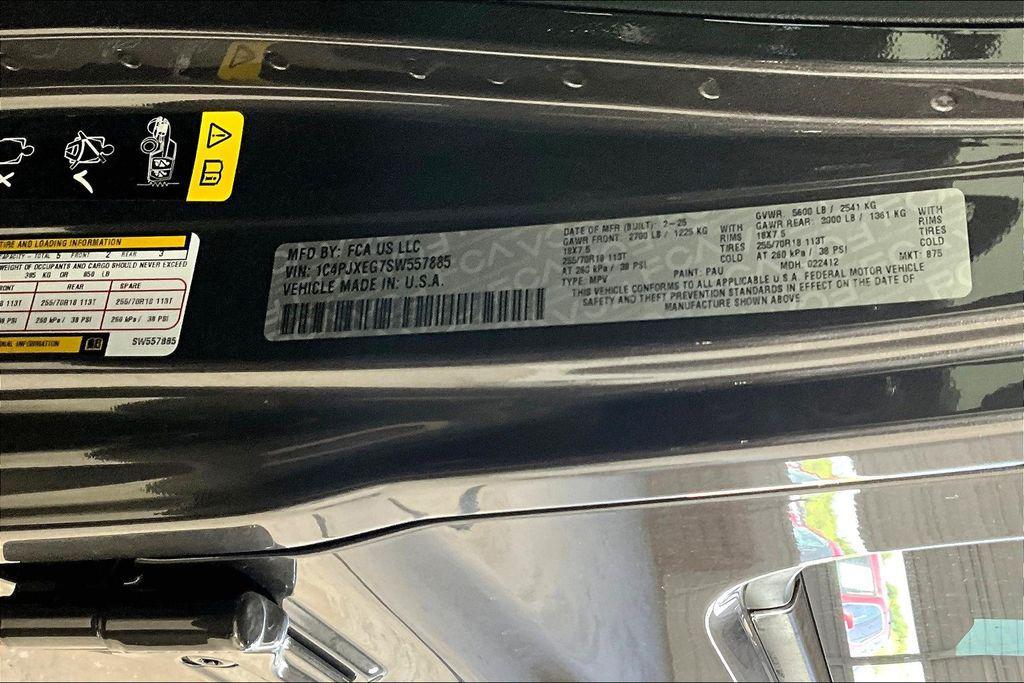 TIRE AND LOADING INFORMATION
CAPACITY - TOTAL 5 FRONT 2 REAR 3
WEIGHT OF OCCUPANTS AND CARGO SHOULD NEVER EXCEED
385 KG OR 850 LB
REAR SPARE
113T 255/70R18 113T 255/70R18 113T
PSI 260 kPa / 38 PSI 260 kPa / 38 PSI
INFORMATION
SW557885
MFD BY: FCA US LLC
VIN: 1C4PJXEG7SW557885
VEHICLE MADE IN: U.S.A.
DATE OF MFR (BUILT): 2-25 GVWR: 5600 LB / 2541 KG
GAWR FRONT: 2700 LB / 1225 KG WITH GAWR REAR: 3000 LB / 1361 KG WITH
18X7.5 RIMS 18X7.5 RIMS
255/70R18 113T TIRES 255/70R18 113T TIRES
AT 260 kPa / 38 PSI COLD AT 260 kPa / 38 PSI COLD
TYPE: MPV PAINT: PAU MDH: 022412 MKT: B75
THIS VEHICLE CONFORMS TO ALL APPLICABLE U.S.A. FEDERAL MOTOR VEHICLE
SAFETY AND THEFT PREVENTION STANDARDS IN EFFECT ON THE DATE OF
MANUFACTURE SHOWN ABOVE.